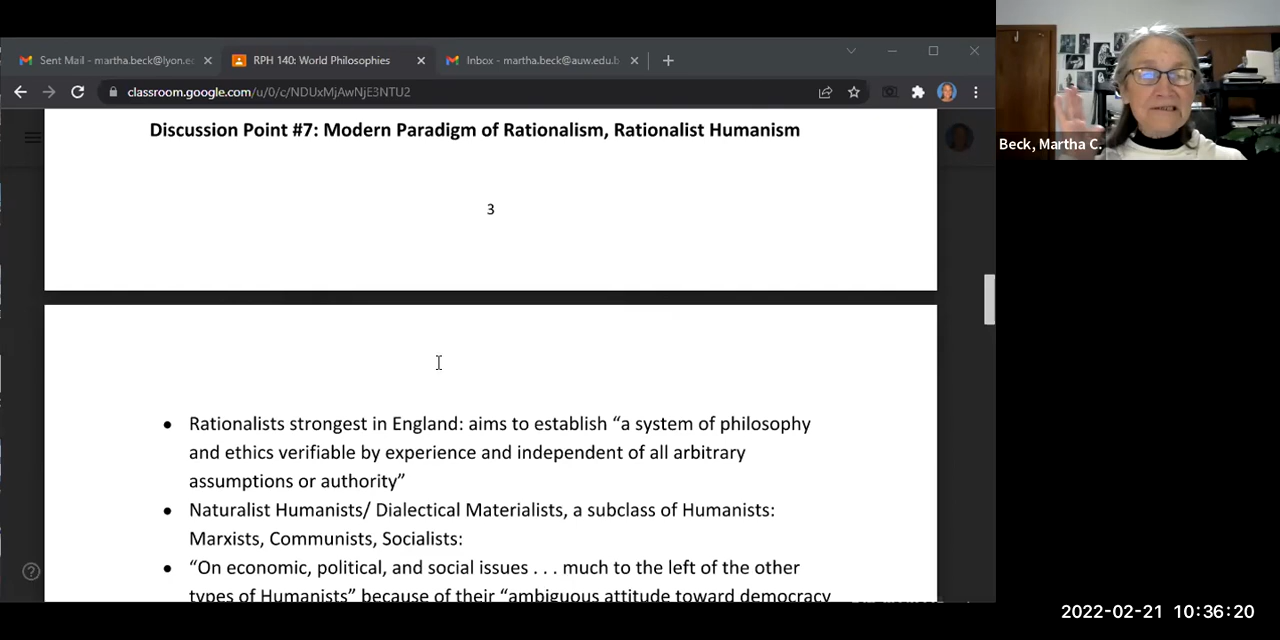 Sent Mail - martha.beck@lyon.e
RPH 140: World Philosophies
Inbox - martha.beck@auw.edu.b
classroom.google.com/u/0/c/NDUxMjAwNjE3NTU2
Discussion Point #7: Modern Paradigm of Rationalism, Rationalist Humanism
3
Beck, Martha C.
• Rationalists strongest in England: aims to establish “a system of philosophy
and ethics verifiable by experience and independent of all arbitrary
assumptions or authority”
• Naturalist Humanists/ Dialectical Materialists, a subclass of Humanists:
Marxists, Communists, Socialists:
• “On economic, political, and social issues . . . much to the left of the other
types of Humanists” because of their “ambiguous attitude toward democracy
2022-02-21 10:36:20